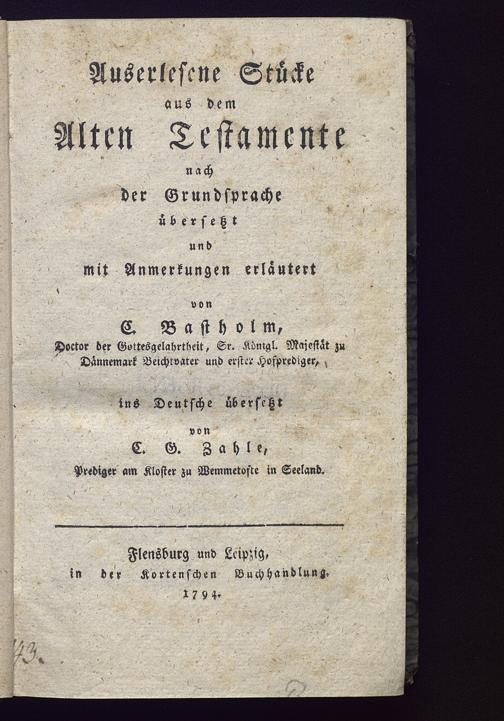 Auserlesene Stücke
aus dem
Alten Testamente
nach
der Grundsprache
übersetzt
und
mit Anmerkungen erläutert
von
C. Bastholm,
Doctor der Gottesgelahrtheit, Sr. Königl. Majestät zu
Dännemark Beichtvater und erster Hofprediger,
ins Deutsche übersetzt
von
C. G. Zahle,
Prediger am Kloster zu Wemmetofte in Seeland.
Flensburg und Leipzig,
in der Kortenschen Buchhandlung.
1794.